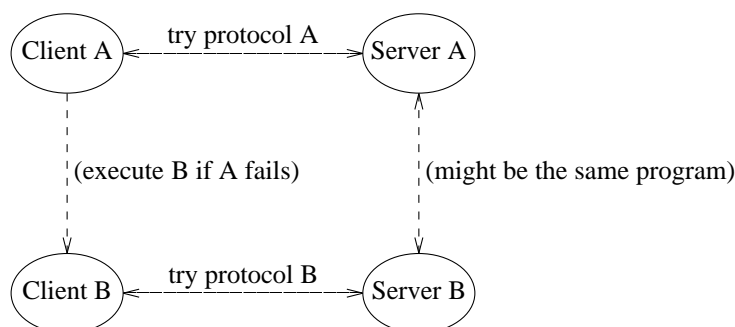 Client A
try protocol A
Server A
(execute B if A fails)
(might be the same program)
Client B
try protocol B
Server B